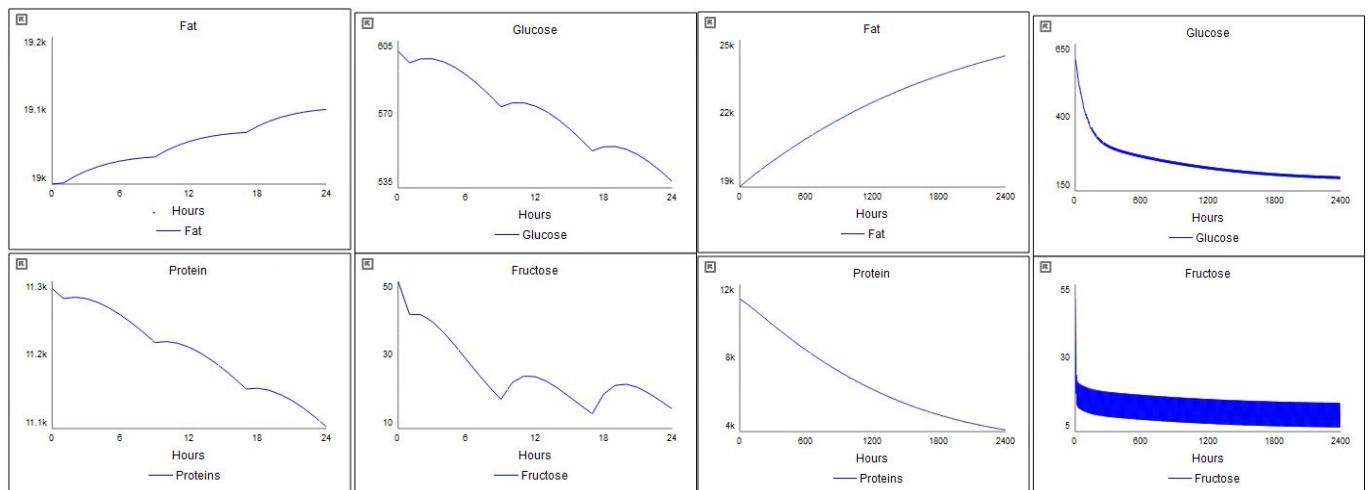 Fat
19.2k
19.1k
19k
0 6 12 18 24
Hours
Fat
Glucose
605
570
535
0 6 12 18 24
Hours
Glucose
Fat
25k
22k
19k
0 600 1200 1800 2400
Hours
Fat
Glucose
650
400
150
0 600 1200 1800 2400
Hours
Glucose
Protein
11.3k
11.2k
11.1k
0 6 12 18 24
Hours
Proteins
Fructose
50
30
10
0 6 12 18 24
Hours
Fructose
Protein
12k
8k
4k
0 600 1200 1800 2400
Hours
Proteins
Fructose
55
30
5
0 600 1200 1800 2400
Hours
Fructose